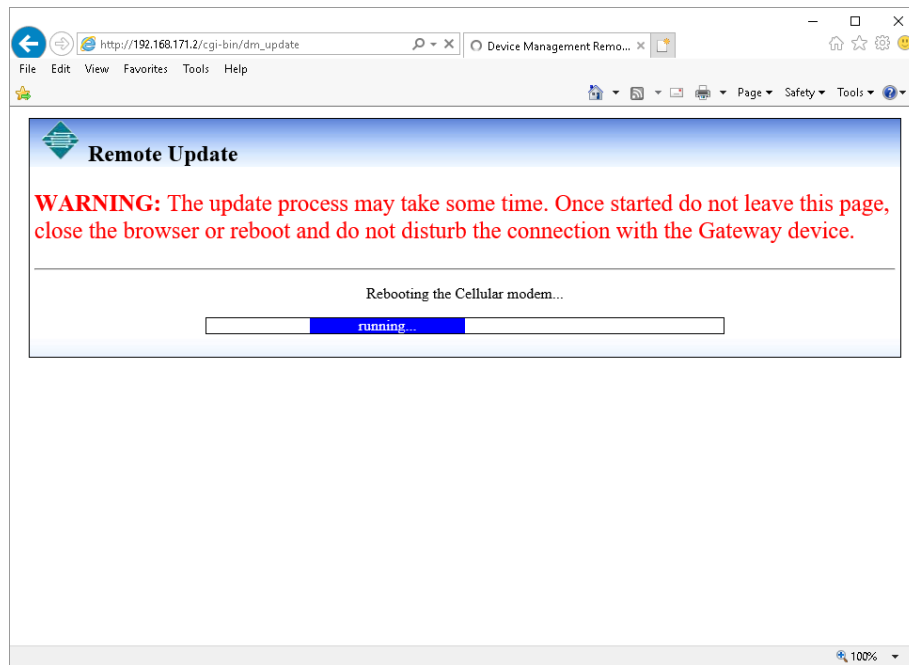 http://192.168.171.2/cgi-bin/dm_update
Device Management Remo...
File Edit View Favorites Tools Help
Page Safety Tools
Remote Update
WARNING: The update process may take some time. Once started do not leave this page,
close the browser or reboot and do not disturb the connection with the Gateway device.
Rebooting the Cellular modem...
running...
100%